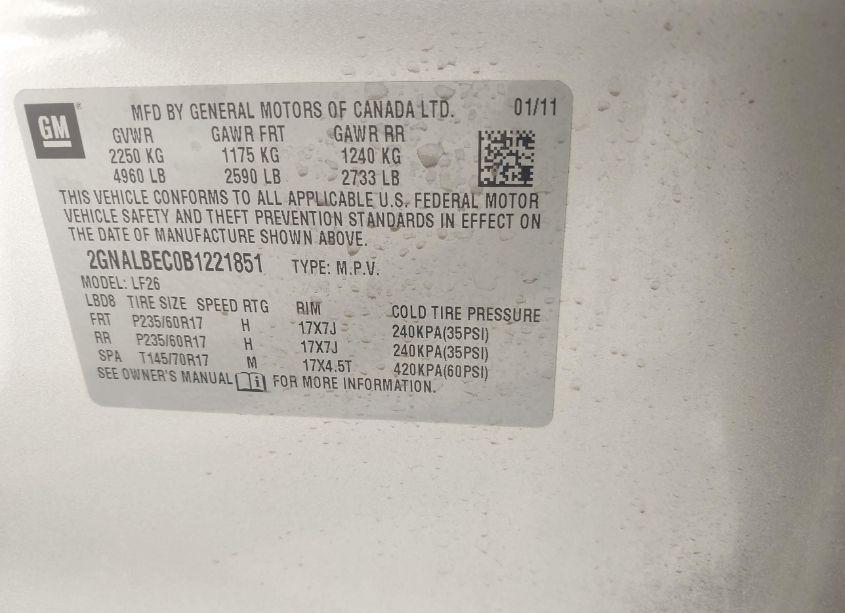 GM
MFD BY GENERAL MOTORS OF CANADA LTD. 01/11
GVWR GAWR FRT GAWR RR
2250 KG 1175 KG 1240 KG
4960 LB 2590 LB 2733 LB
THIS VEHICLE CONFORMS TO ALL APPLICABLE U.S. FEDERAL MOTOR
VEHICLE SAFETY AND THEFT PREVENTION STANDARDS IN EFFECT ON
THE DATE OF MANUFACTURE SHOWN ABOVE.
2GNALBEC0B1221851 TYPE: M.P.V.
MODEL: LF26
LBD8 TIRE SIZE SPEED RTG RIM COLD TIRE PRESSURE
FRT P235/60R17 H 17X7J 240KPA(35PSI)
RR P235/60R17 H 17X7J 240KPA(35PSI)
SPA T145/70R17 M 17X4.5T 420KPA(60PSI)
SEE OWNER'S MANUAL i FOR MORE INFORMATION.